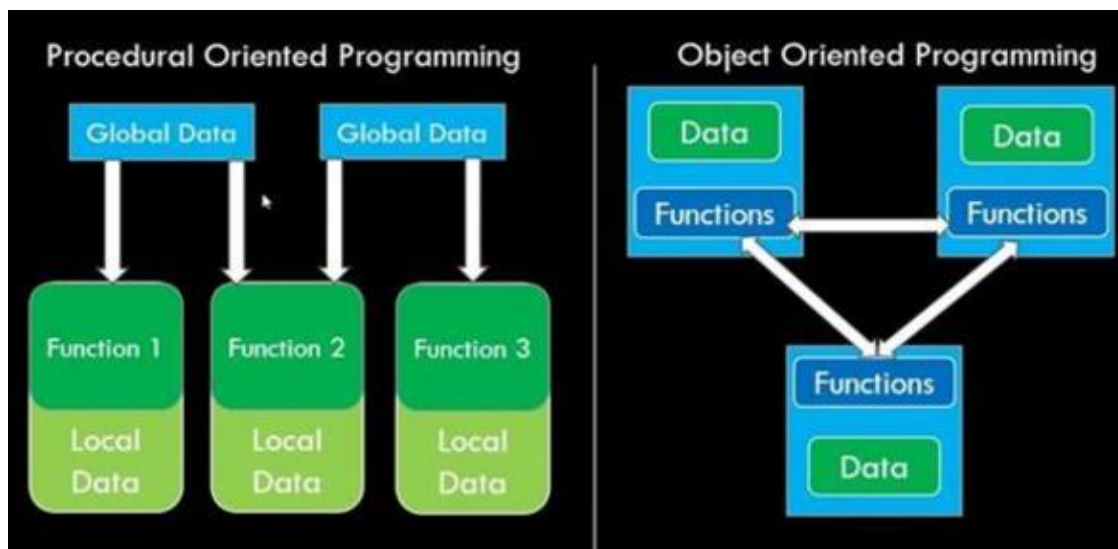 Procedural Oriented Programming
Global Data
Global Data
Function 1
Function 2
Function 3
Local
Data
Local
Data
Local
Data
Object Oriented Programming
Data
Functions
Data
Functions
Functions
Data